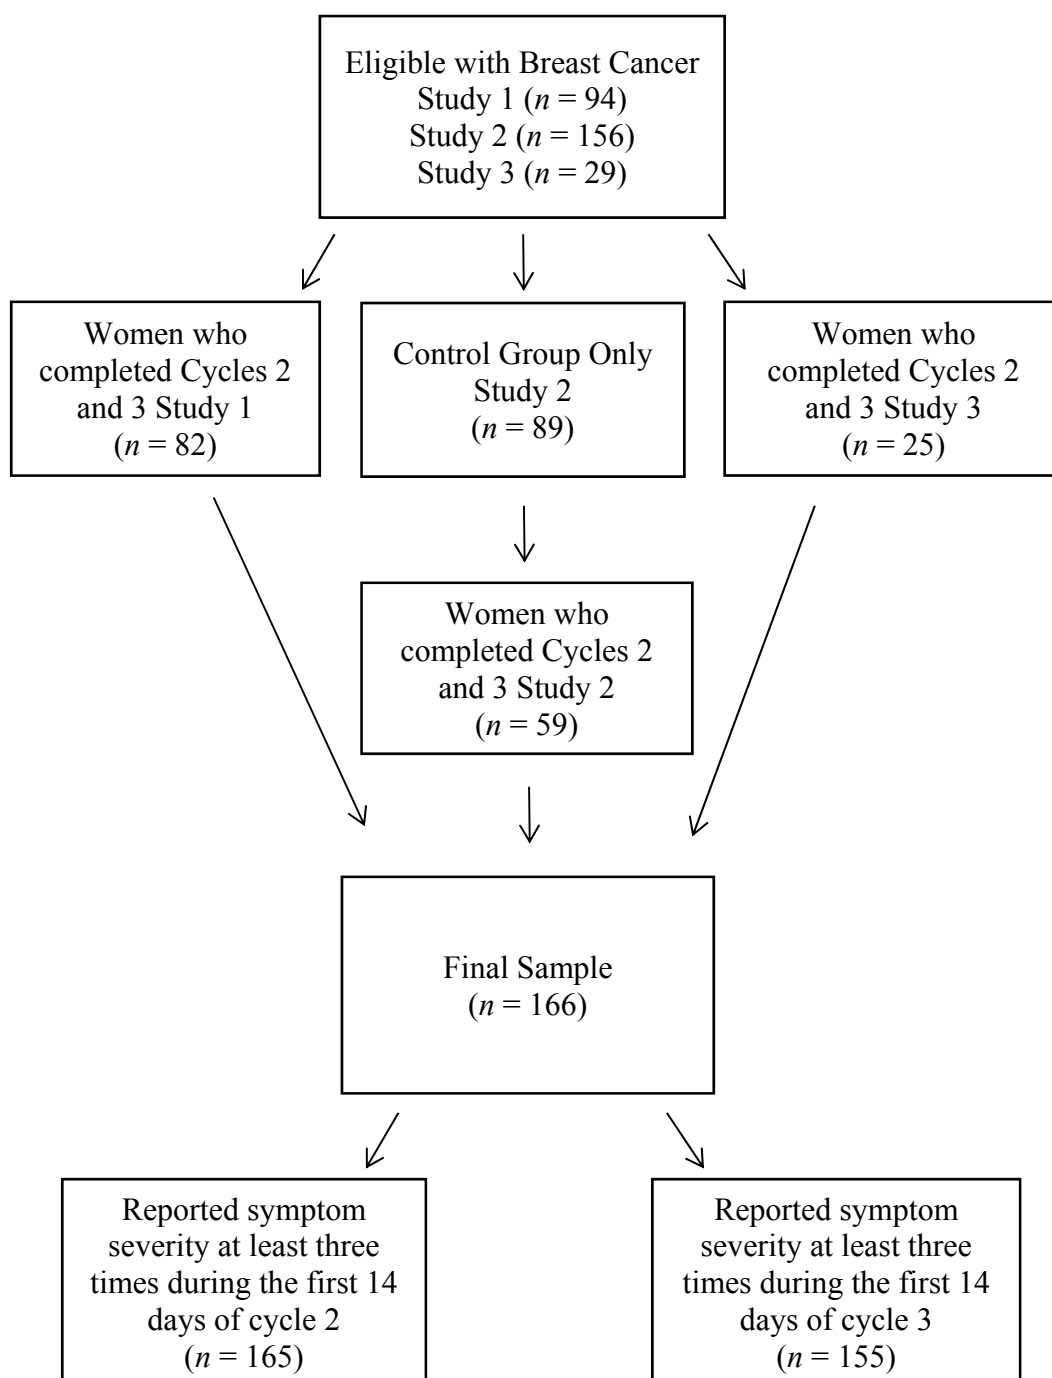 Eligible with Breast Cancer
Study 1 (n = 94)
Study 2 (n = 156)
Study 3 (n = 29)
Women who
completed Cycles 2
and 3 Study 1
(n = 82)
Control Group Only
Study 2
(n = 89)
Women who
completed Cycles 2
and 3 Study 3
(n = 25)
Women who
completed Cycles 2
and 3 Study 2
(n = 59)
Final Sample
(n = 166)
Reported symptom
severity at least three
times during the first 14
days of cycle 2
(n = 165)
Reported symptom
severity at least three
times during the first 14
days of cycle 3
(n = 155)